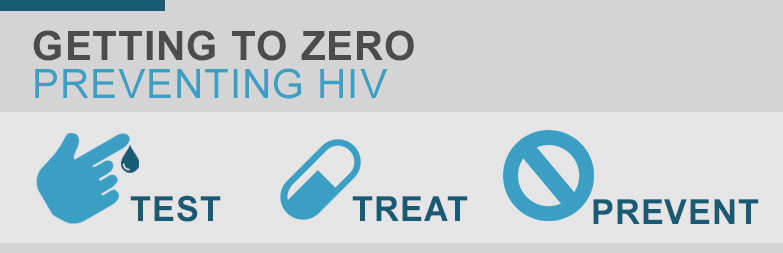 GETTING TO ZERO
PREVENTING HIV
TEST
TREAT
PREVENT